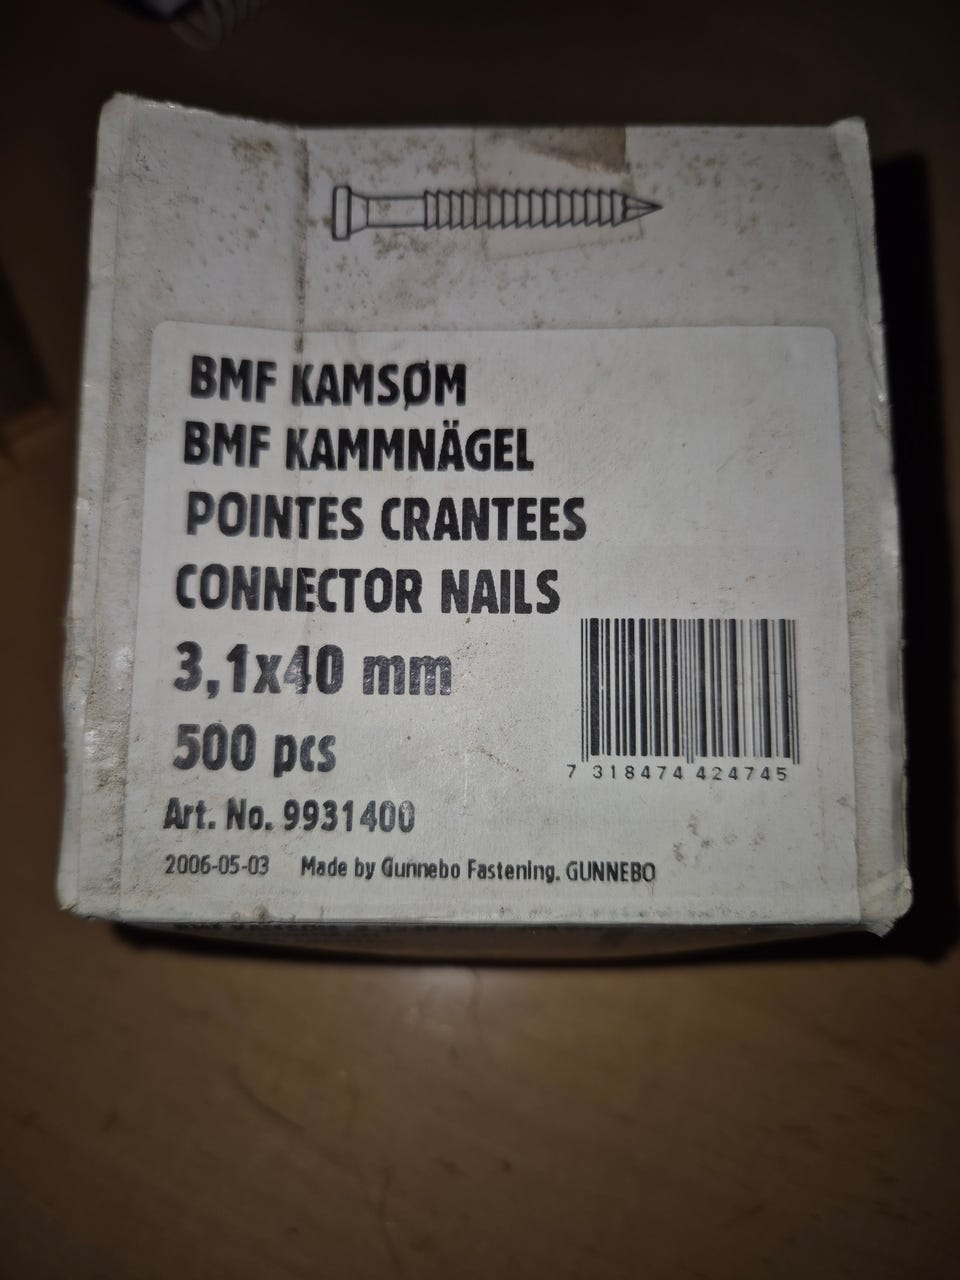 BMF KAMSØM
BMF KAMMNÄGEL
POINTES CRANTEES
CONNECTOR NAILS
3,1x40 mm
500 pcs
Art. No. 9931400
2006-05-03 Made by Gunnebo Fastening. GUNNEBO
7 318474 424745